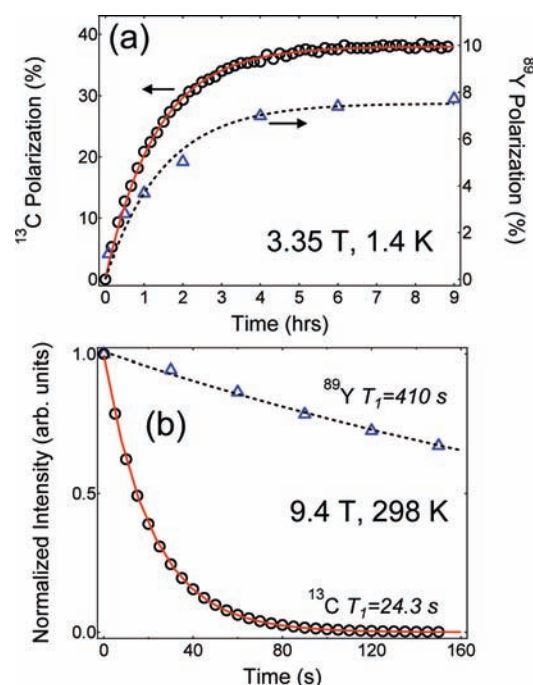 (a)
40
30
20
10
0
10
8
6
4
2
0
¹³C Polarization (%)
⁸⁹Y Polarization (%)
3.35 T, 1.4 K
0 1 2 3 4 5 6 7 8 9
Time (hrs)
(b)
1.0
0.5
0.0
Normalized Intensity (arb. units)
⁸⁹Y T₁=410 s
9.4 T, 298 K
¹³C T₁=24.3 s
0 40 80 120 160
Time (s)